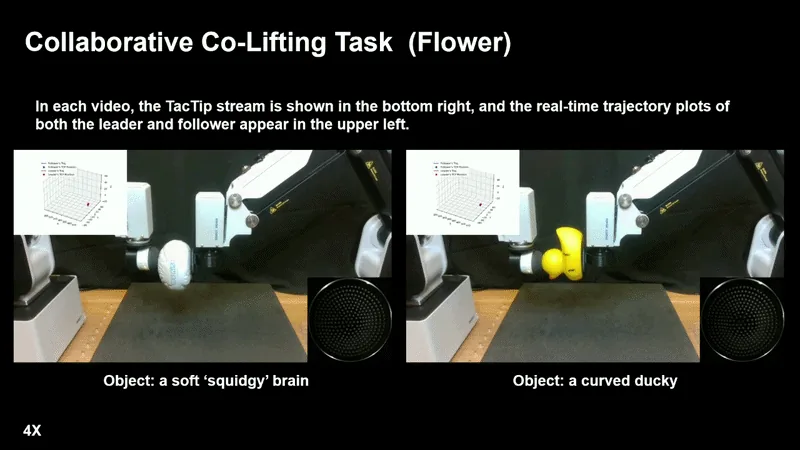 Collaborative Co-Lifting Task (Flower)
In each video, the TacTip stream is shown in the bottom right, and the real-time trajectory plots of
both the leader and follower appear in the upper left.
Object: a soft ‘squidgy’ brain
Object: a curved ducky
4X